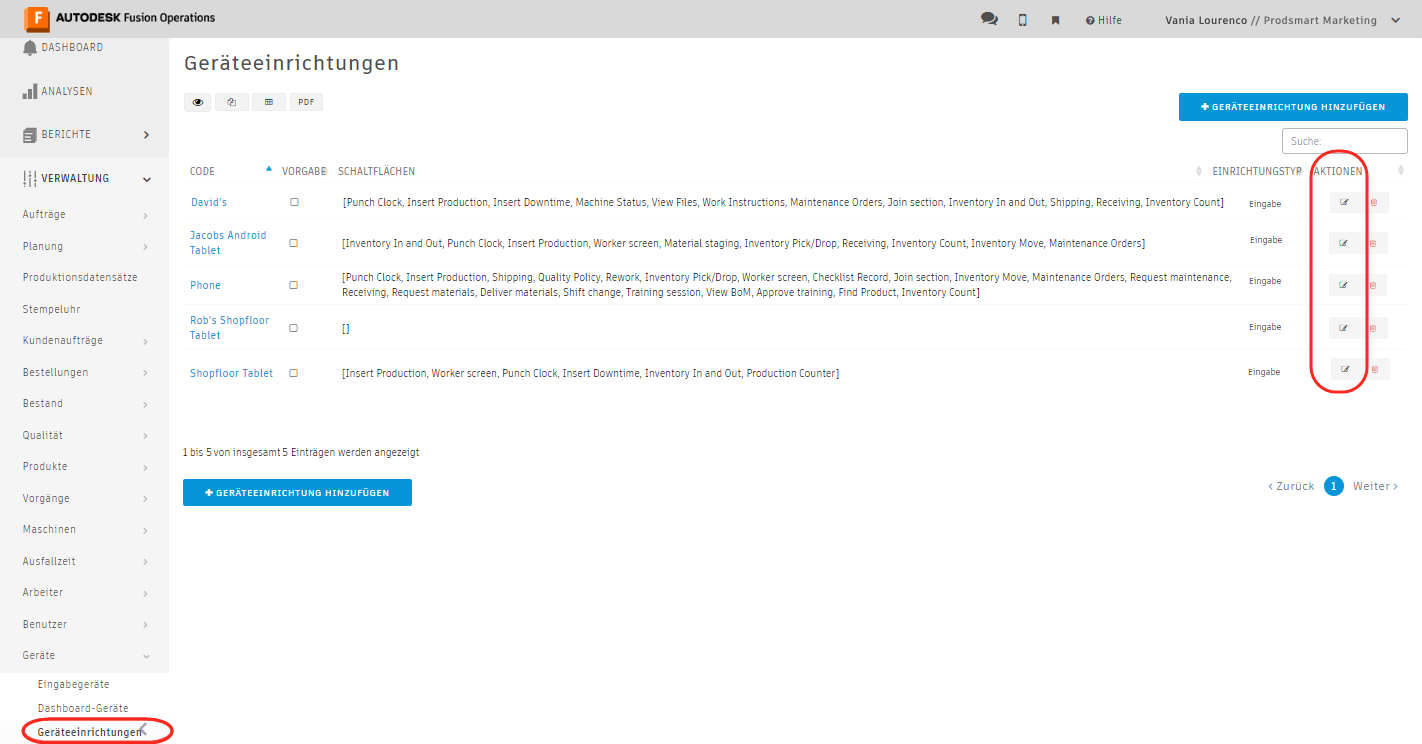 F AUTODESK Fusion Operations
Hilfe
Vania Lourenco // Prodsmart Marketing
DASHBOARD
ANALYSEN
BERICHTE
VERWALTUNG
Aufträge
Planung
Produktionsdatensätze
Stempeluhr
Kundenaufträge
Bestellungen
Bestand
Qualität
Produkte
Vorgänge
Maschinen
Ausfallzeit
Arbeiter
Benutzer
Geräte
Eingabegeräte
Dashboard-Geräte
Geräteeinrichtungen
Geräteeinrichtungen
PDF
GERÄTEEINRICHTUNG HINZUFÜGEN
Suche:
CODE VORGABE SCHALTFLÄCHEN EINRICHTUNGSTYP AKTIONEN
David's [Punch Clock, Insert Production, Insert Downtime, Machine Status, View Files, Work Instructions, Maintenance Orders, Join section, Inventory In and Out, Shipping, Receiving, Inventory Count] Eingabe
Jacobs Android
Tablet
[Inventory In and Out, Punch Clock, Insert Production, Worker screen, Material staging, Inventory Pick/Drop, Receiving, Inventory Count, Inventory Move, Maintenance Orders] Eingabe
Phone
[Punch Clock, Insert Production, Shipping, Quality Policy, Rework, Inventory Pick/Drop, Worker screen, Checklist Record, Join section, Inventory Move, Maintenance Orders, Request maintenance,
Receiving, Request materials, Deliver materials, Shift change, Training session, View BoM, Approve training, Find Product, Inventory Count]
Eingabe
Rob's Shopfloor
Tablet
[] Eingabe
Shopfloor Tablet [Insert Production, Worker screen, Punch Clock, Insert Downtime, Inventory In and Out, Production Counter] Eingabe
1 bis 5 von insgesamt 5 Einträgen werden angezeigt
GERÄTEEINRICHTUNG HINZUFÜGEN
Zurück 1 Weiter